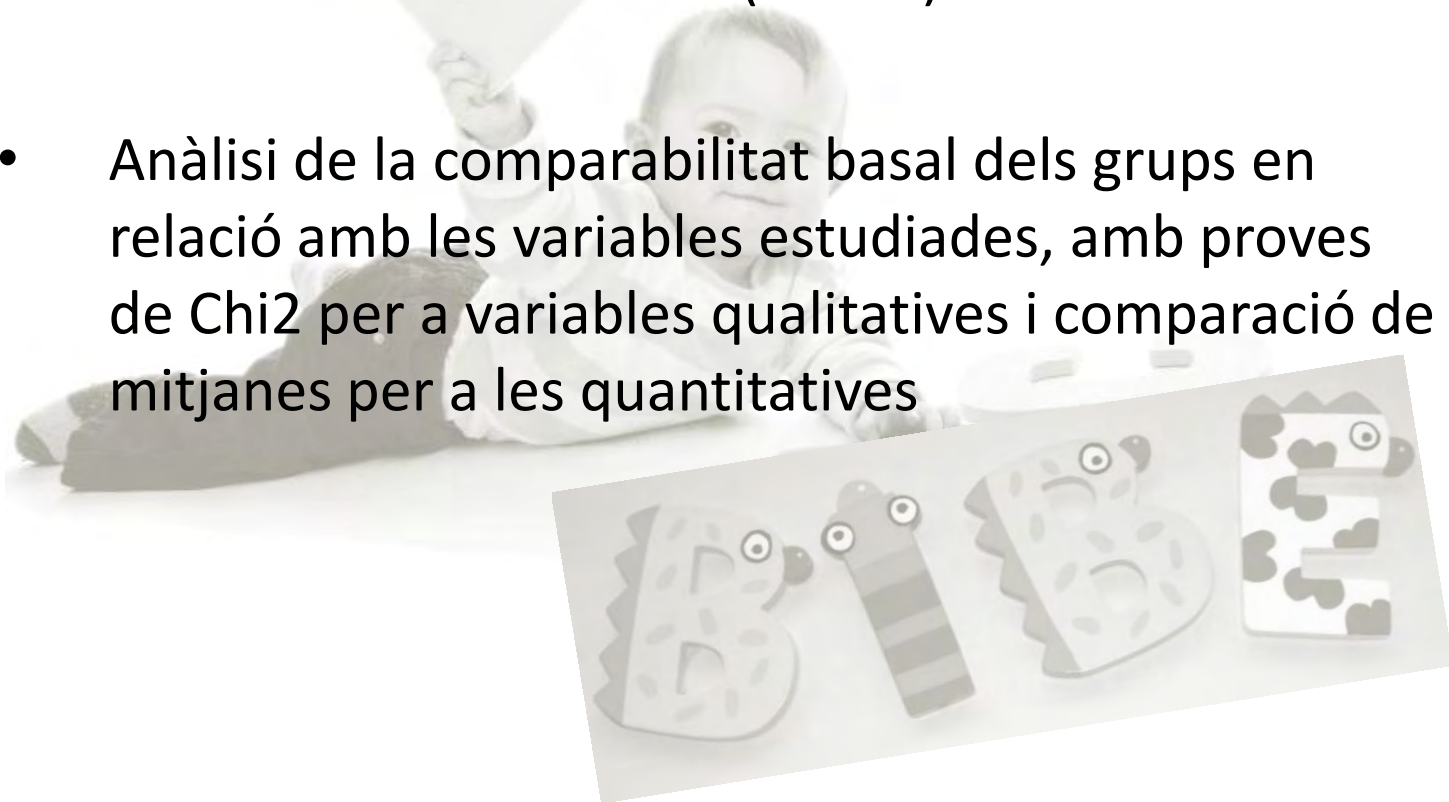 • Anàlisi de la comparabilitat basal dels grups en
relació amb les variables estudiades, amb proves
de Chi2 per a variables qualitatives i comparació de
mitjanes per a les quantitatives
BIBE